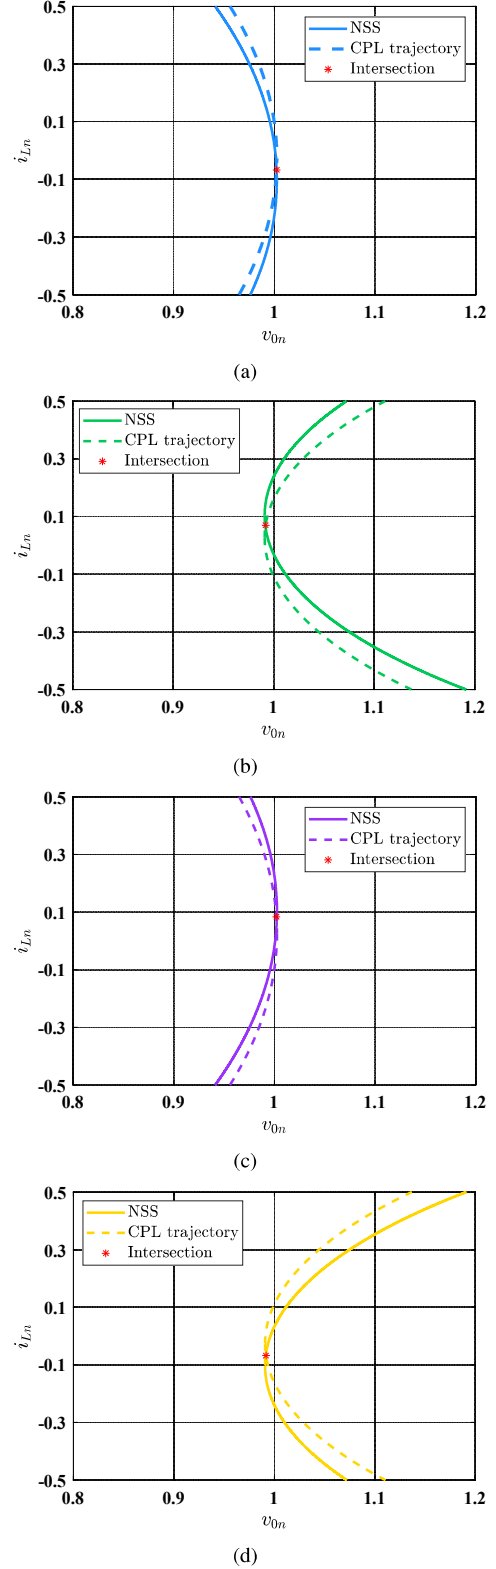 0.5
NSS
CPL trajectory
Intersection
0.3
0.1
-0.1
-0.3
-0.5
i_{Ln}
0.8 0.9 1 1.1 1.2
v_{0n}
(a)
0.5
NSS
CPL trajectory
Intersection
0.3
0.1
-0.1
-0.3
-0.5
i_{Ln}
0.8 0.9 1 1.1 1.2
v_{0n}
(b)
0.5
NSS
CPL trajectory
Intersection
0.3
0.1
-0.1
-0.3
-0.5
i_{Ln}
0.8 0.9 1 1.1 1.2
v_{0n}
(c)
0.5
NSS
CPL trajectory
Intersection
0.3
0.1
-0.1
-0.3
-0.5
i_{Ln}
0.8 0.9 1 1.1 1.2
v_{0n}
(d)